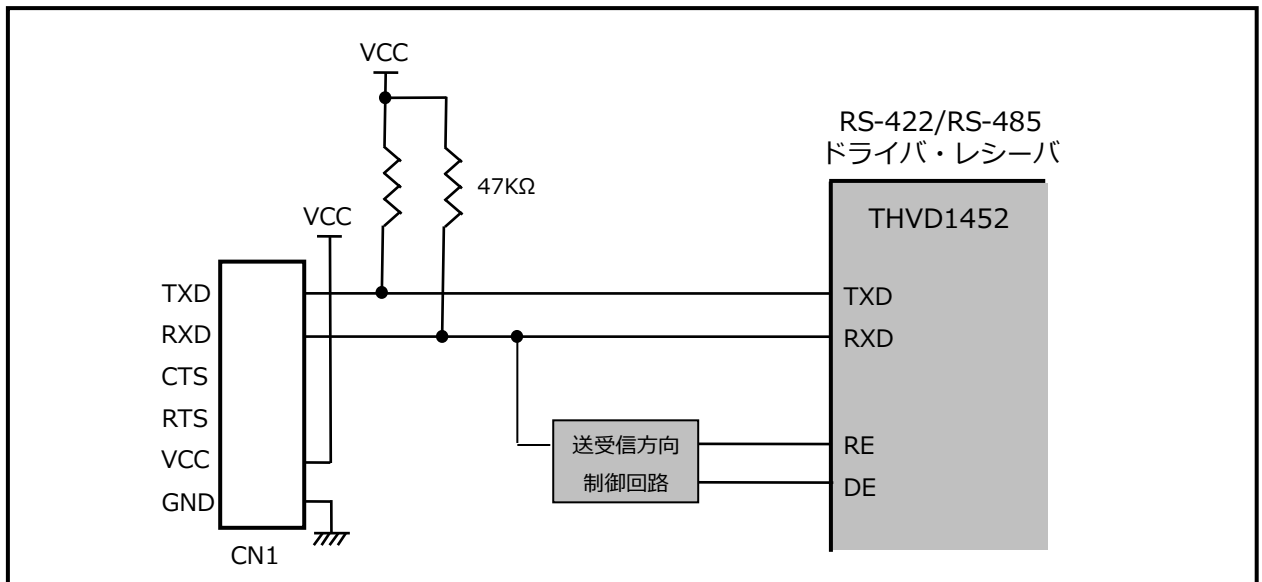 VCC
RS-422/RS-485
ドライバ・レシーバ
47KΩ
THVD1452
VCC
TXD
RXD
CTS
RTS
VCC
GND
CN1
TXD
RXD
送受信方向
制御回路
RE
DE